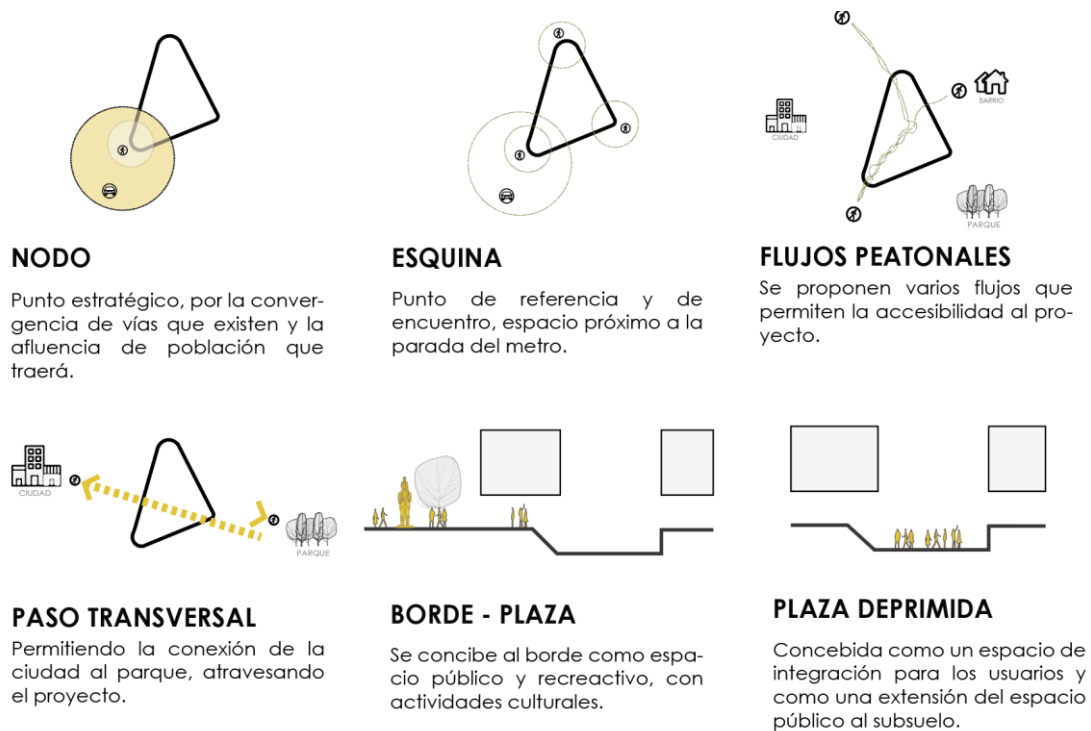 CIUDAD
BARRIO
PARQUE
NODO
Punto estratégico, por la conver-
gencia de vías que existen y la
afluencia de población que
traerá.
ESQUINA
Punto de referencia y de
encuentro, espacio próximo a la
parada del metro.
FLUJOS PEATONALES
Se proponen varios flujos que
permiten la accesibilidad al pro-
yecto.
CIUDAD
PARQUE
PASO TRANSVERSAL
Permitiendo la conexión de la
ciudad al parque, atravesando
el proyecto.
BORDE - PLAZA
Se concibe al borde como espa-
cio público y recreactivo, con
actividades culturales.
PLAZA DEPRIMIDA
Concebida como un espacio de
integración para los usuarios y
como una extensión del espacio
público al subsuelo.